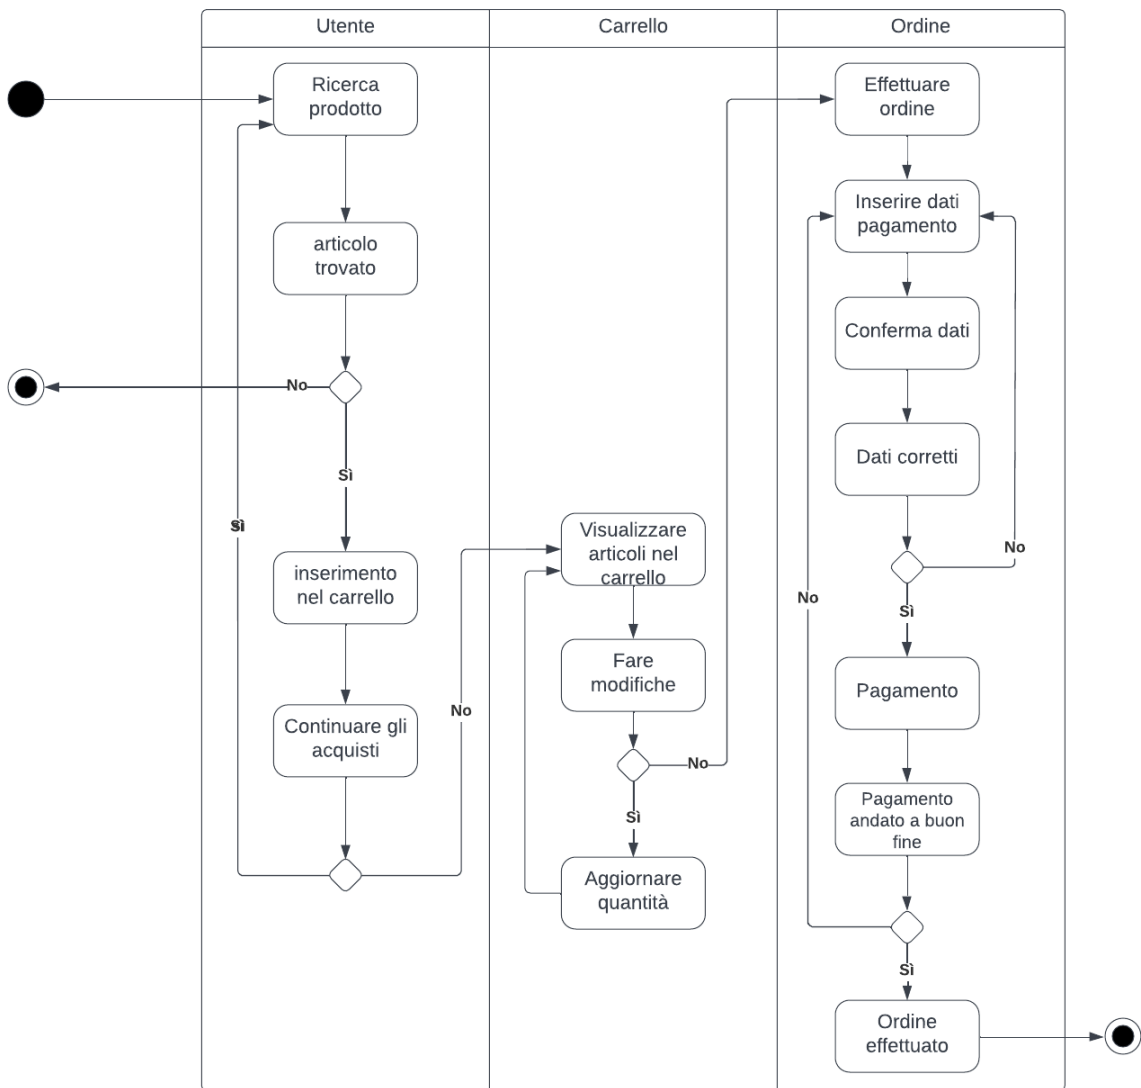 Utente
Carrello
Ordine
Ricerca
prodotto
articolo
trovato
No
Sì
Sì
inserimento
nel carrello
Continuare gli
acquisti
No
Visualizzare
articoli nel
carrello
Fare
modifiche
No
Sì
Aggiornare
quantità
Effettuare
ordine
Inserire dati
pagamento
Conferma dati
Dati corretti
No
No
Sì
Pagamento
Pagamento
andato a buon
fine
Sì
Ordine
effettuato